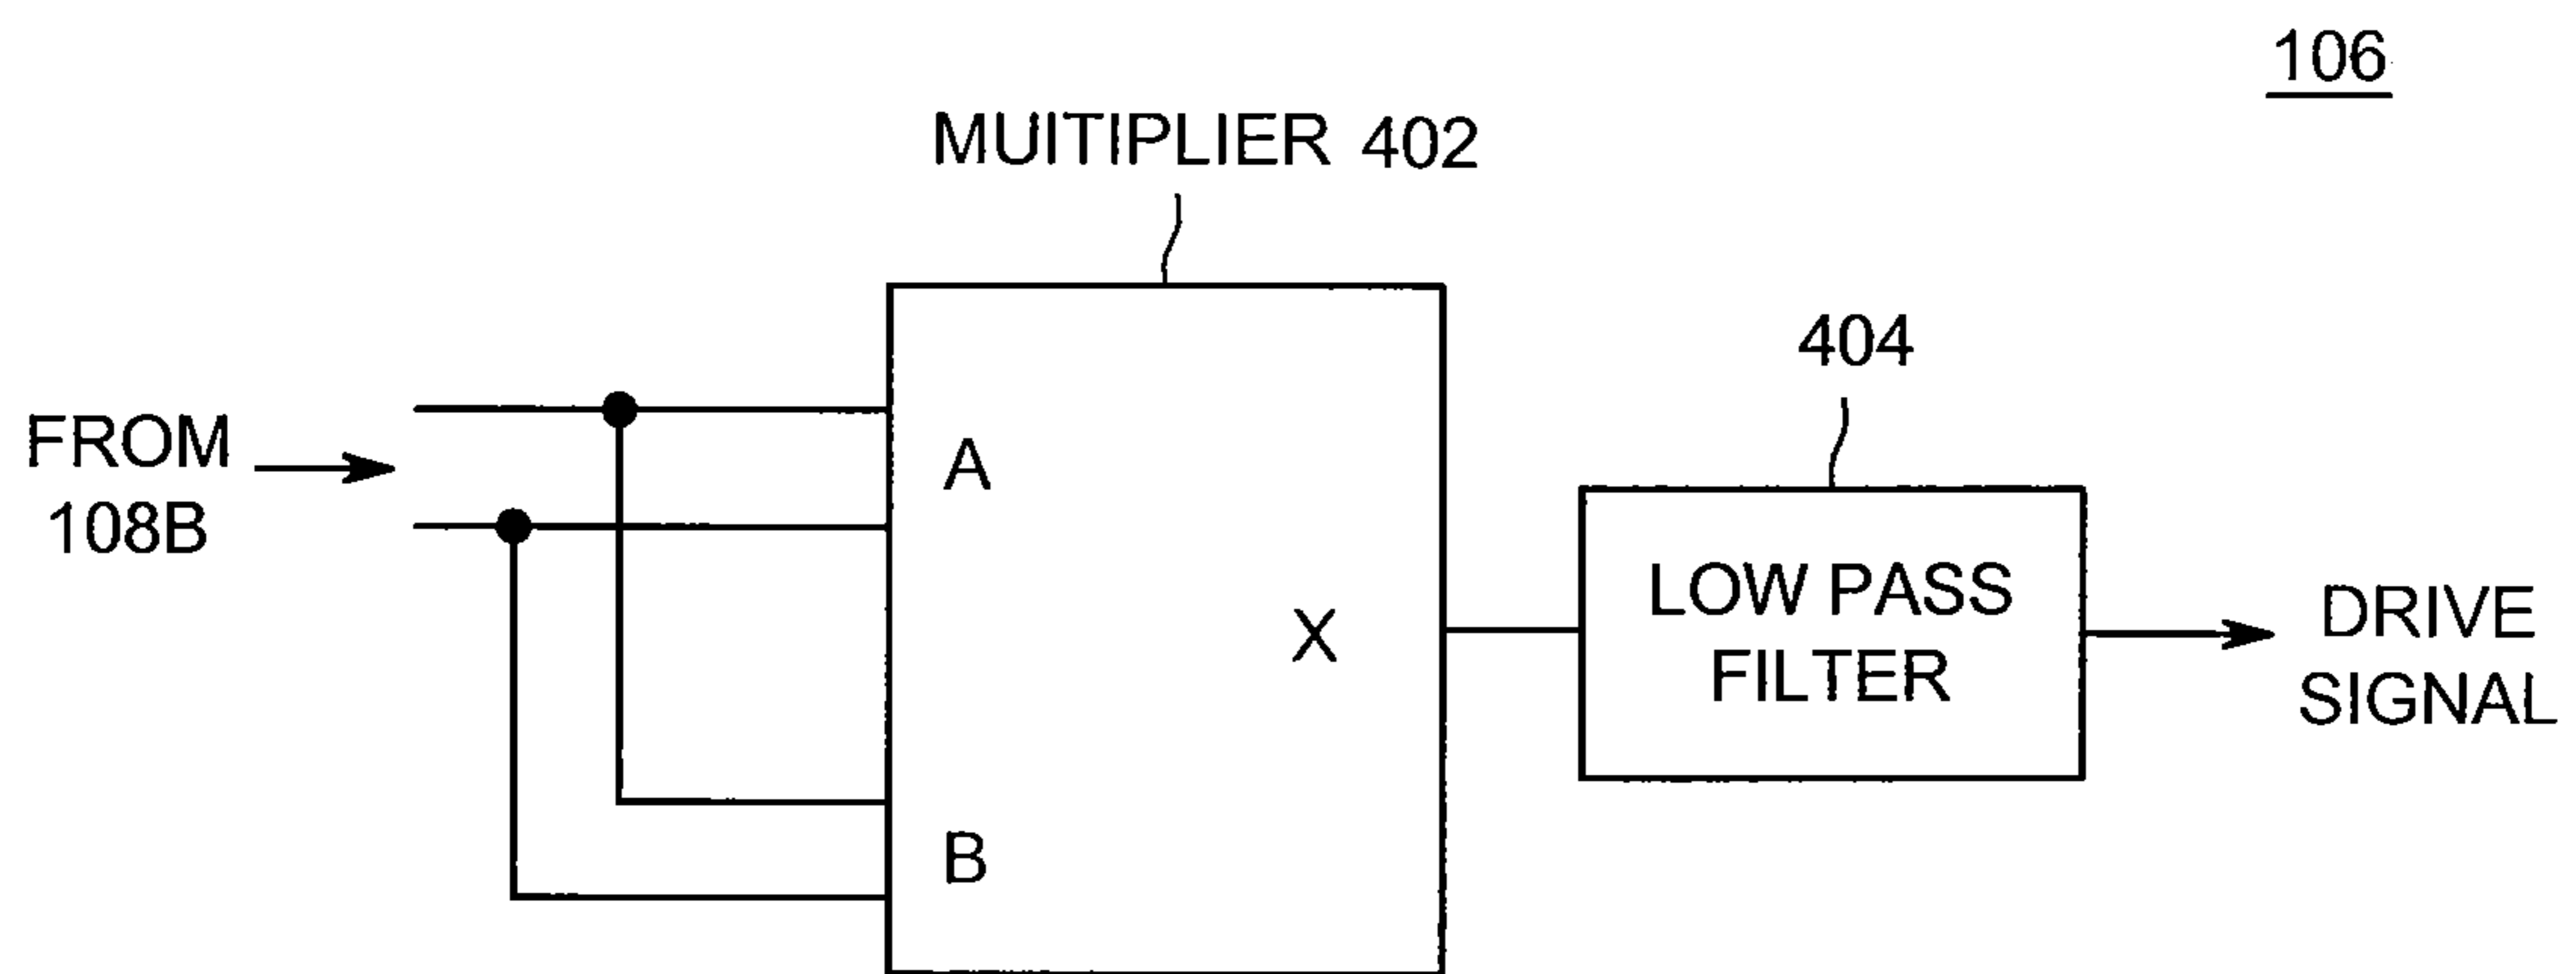 106
MUITIPLIER 402
404
FROM
108B
A
LOW PASS
FILTER
X
DRIVE
SIGNAL
B